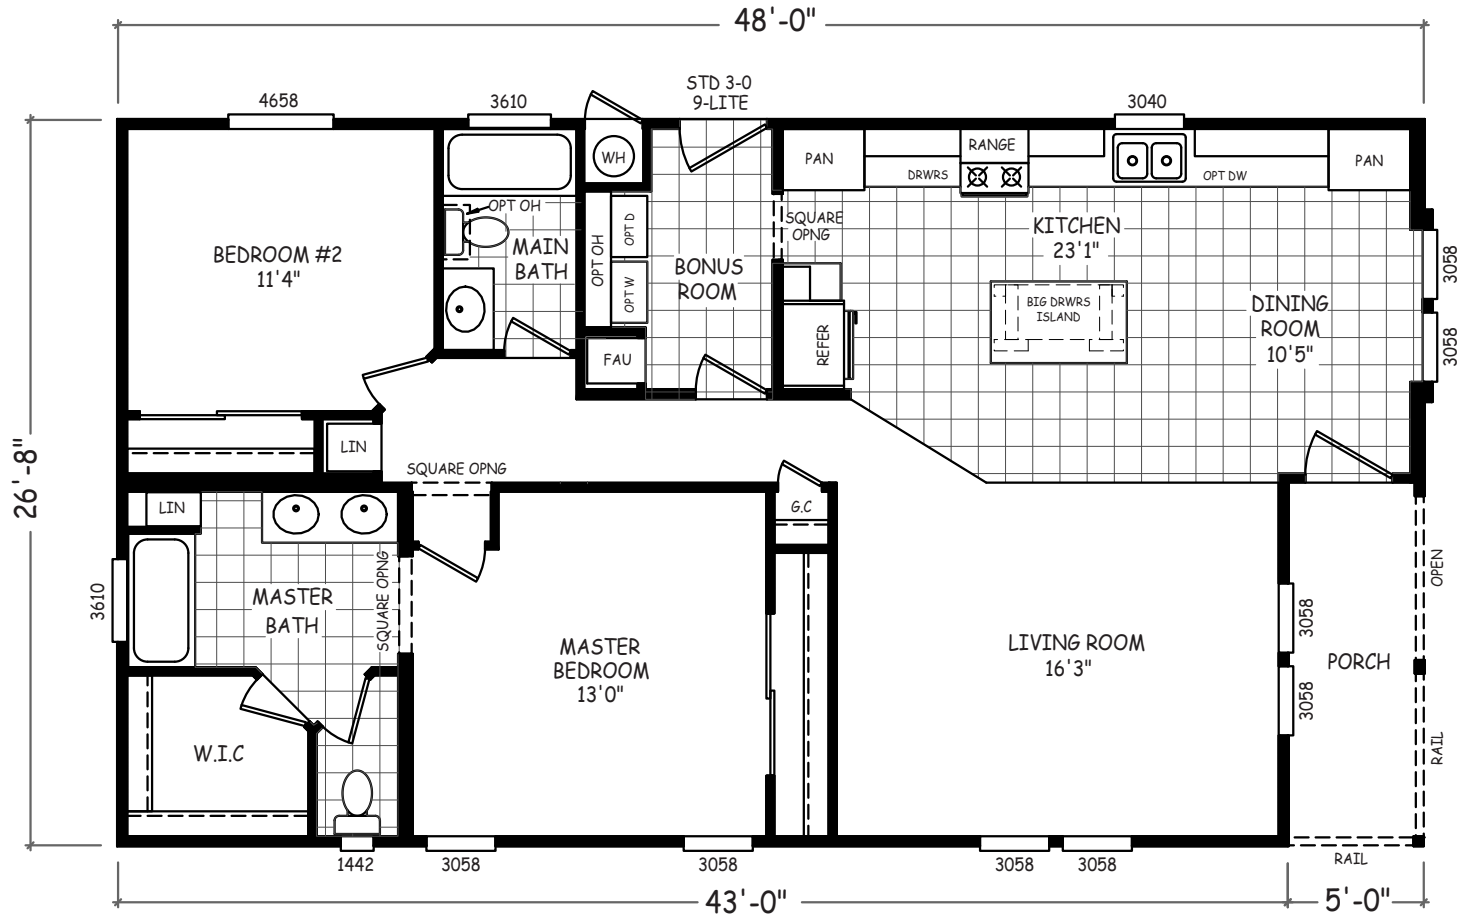 48'-0"
STD 3-0
9-LITE
4658
3610
3040
WH
PAN
RANGE
PAN
DRWRS
OPT DW
OPT OH
SQUARE
OPNG
OPT D
KITCHEN
23'1"
BEDROOM #2
11'4"
MAIN
BATH
OPT OH
BONUS
ROOM
3058
OPT W
BIG DRWRS
ISLAND
DINING
ROOM
10'5"
REFER
3058
FAU
LIN
SQUARE OPNG
26'-8"
LIN
G.C
OPEN
3610
MASTER
BATH
SQUARE OPNG
3058
MASTER
BEDROOM
13'0"
LIVING ROOM
16'3"
PORCH
3058
W.I.C
RAIL
1442
3058
3058
3058
3058
RAIL
43'-0"
5'-0"